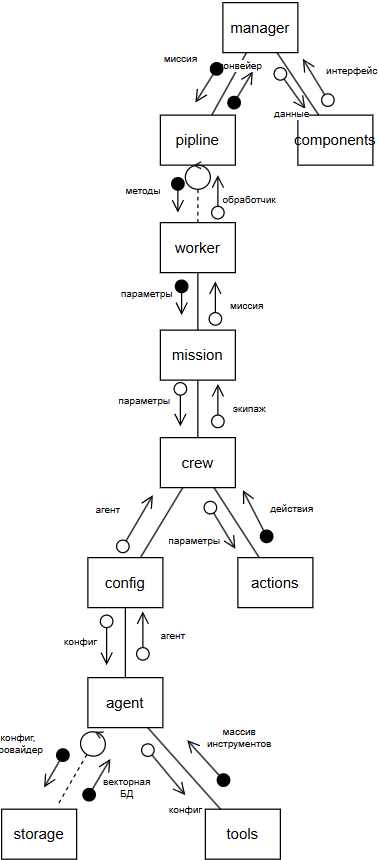 manager
миссия
конвейер
интерфейс
данные
pipline
components
методы
обработчик
worker
параметры
миссия
mission
параметры
экипаж
crew
агент
действия
параметры
config
actions
конфиг
агент
agent
конфиг,
ровайдер
массив
инструментов
векторная
БД
конфиг
storage
tools